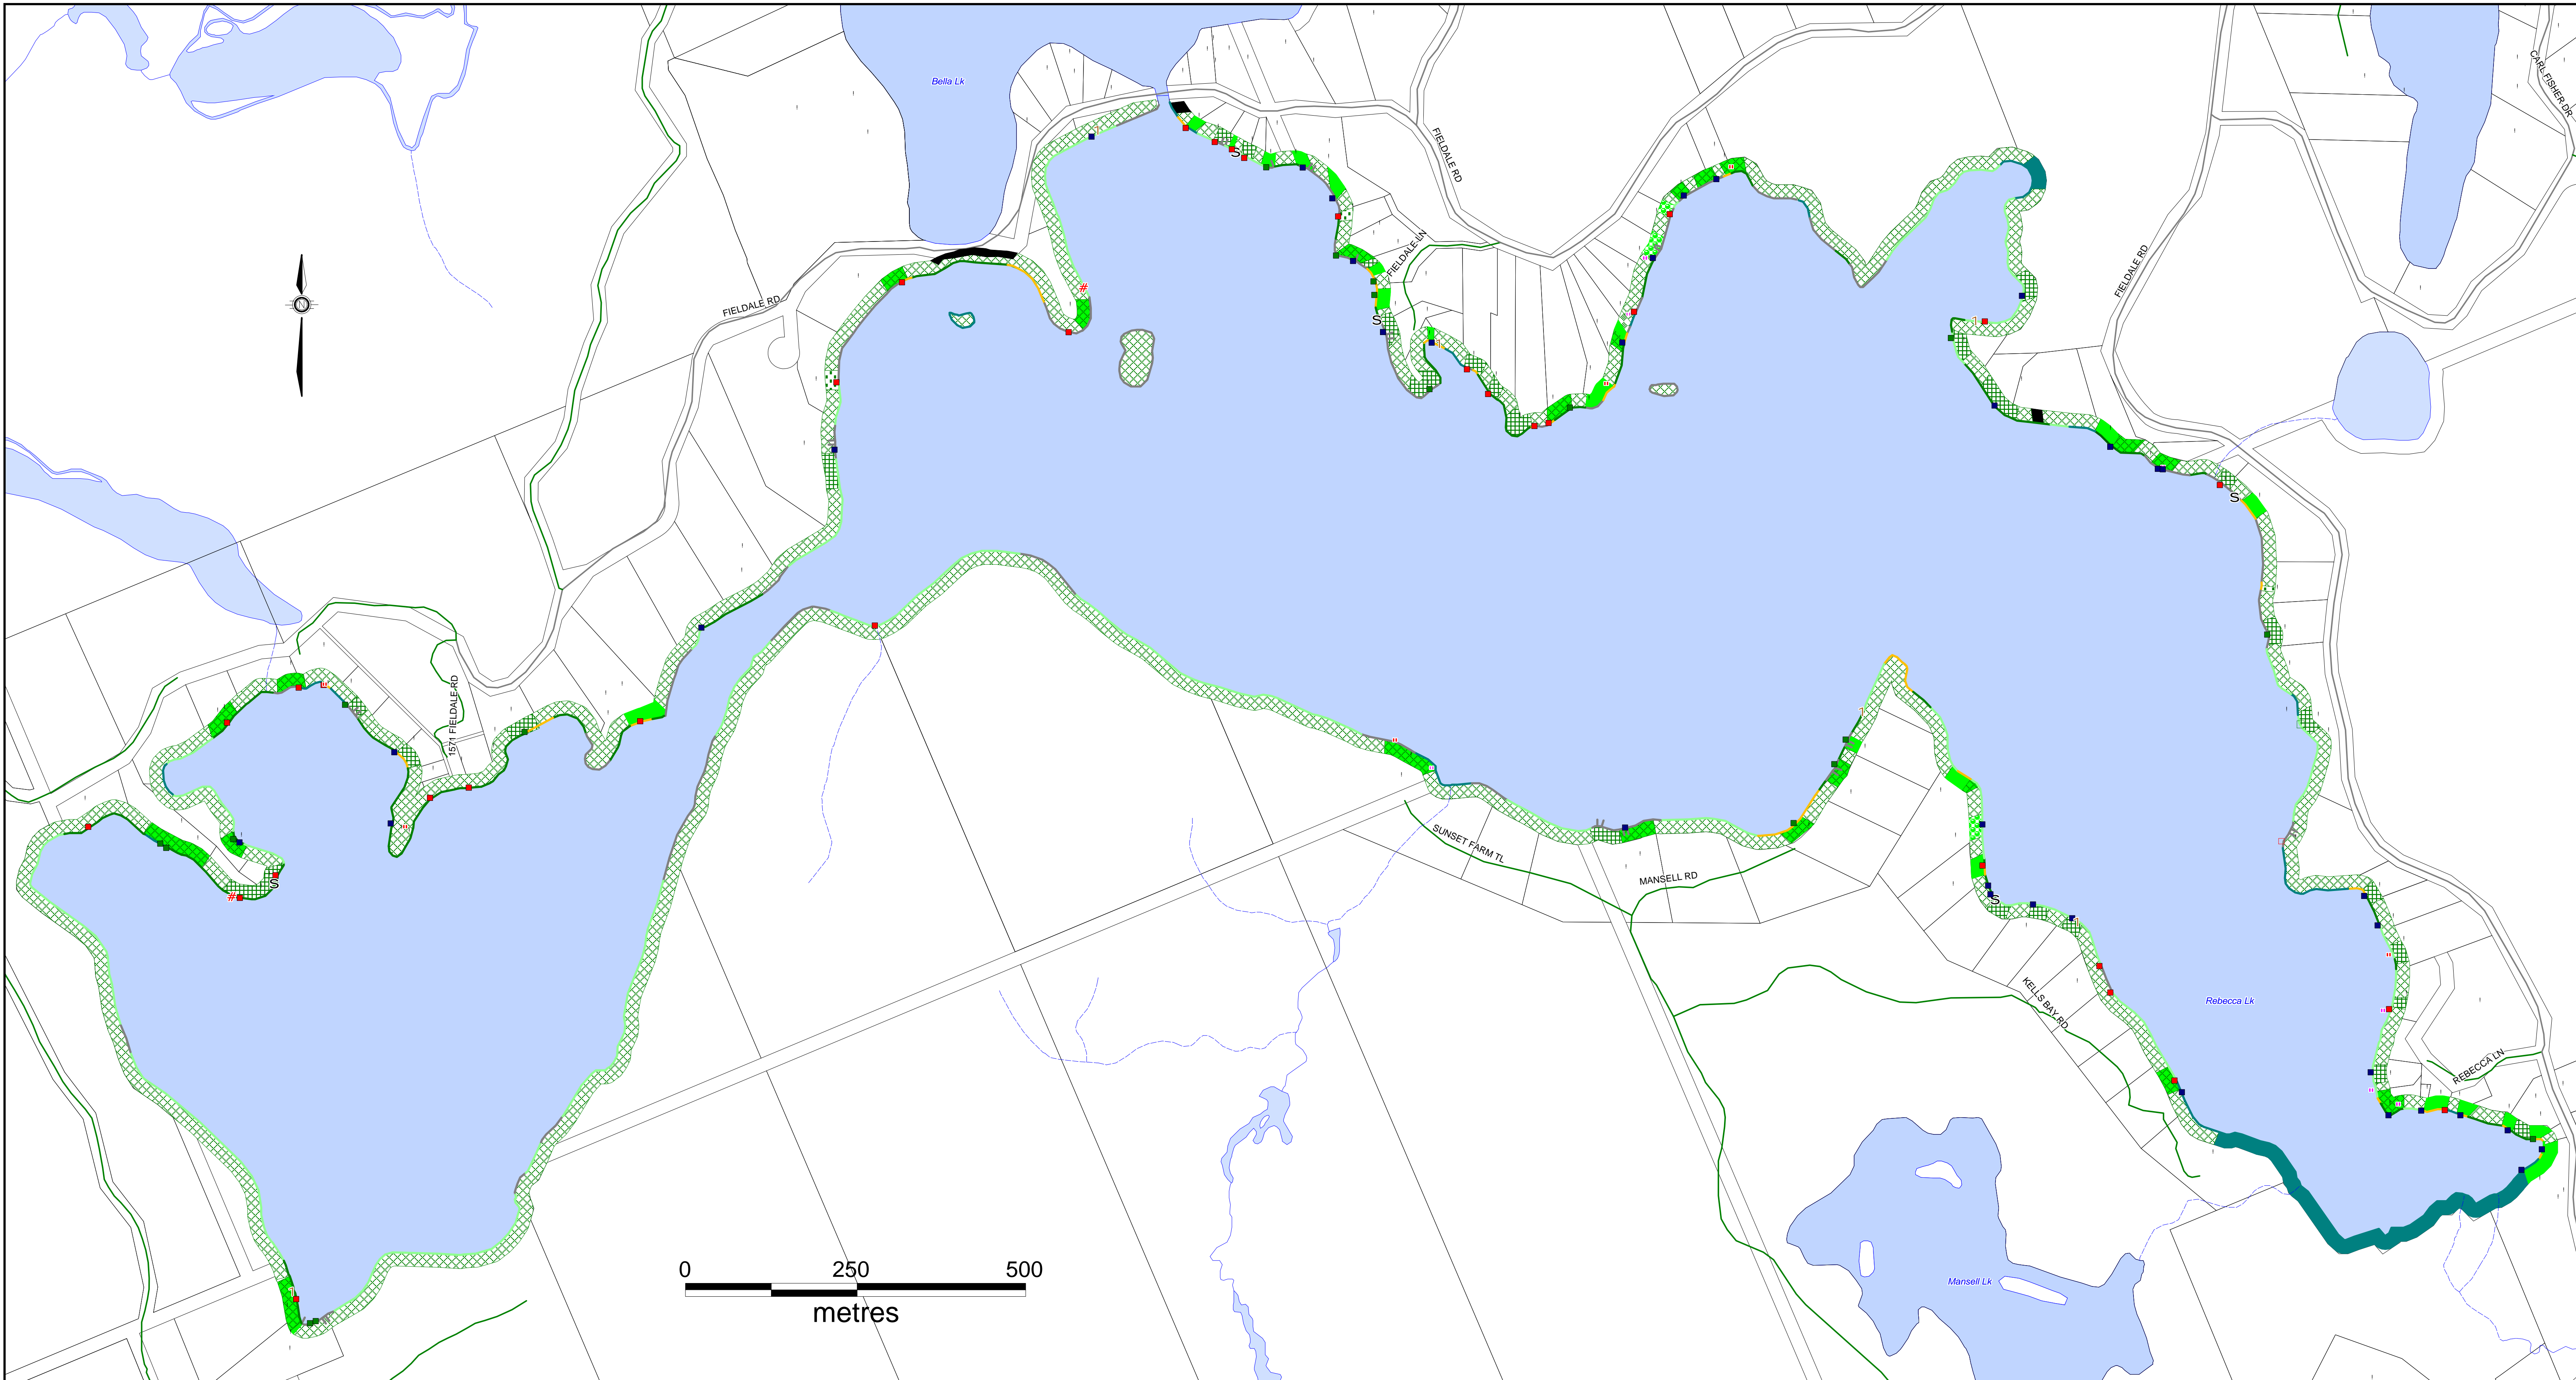 Bella Lk
CARL FISHER DR
FIELDALE RD
FIELDALE LN
FIELDALE RD
FIELDALE RD
N
S
#
S
S
1571 FIELDALE RD
S
#
SUNSET FARM TL
MANSELL RD
S
KELLS BAY RD
Rebecca Lk
REBECCA LN
Mansell Lk
0 250 500
metres